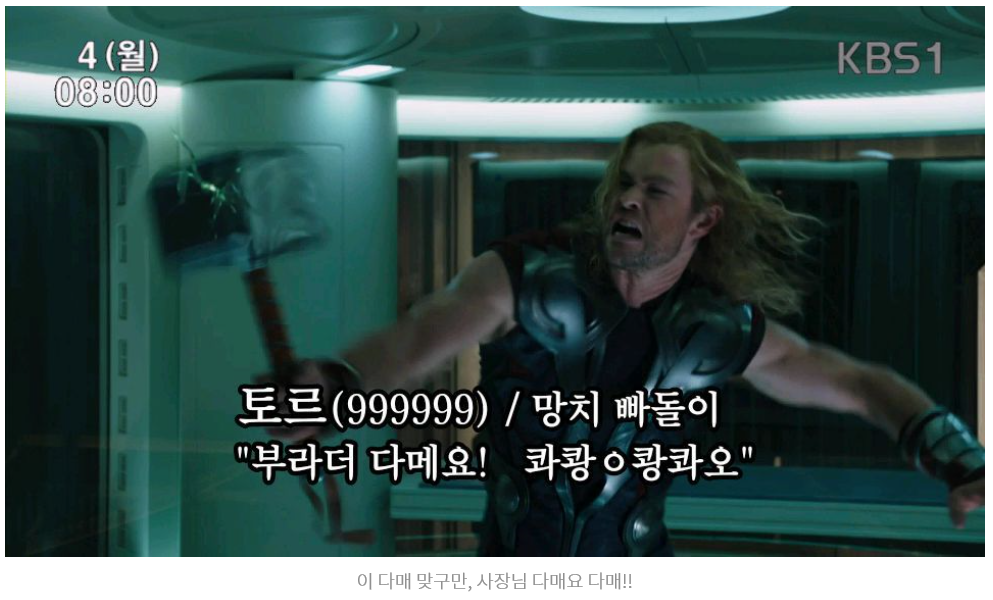 4 (월)
08:00
KBS1
토르(999999) / 망치 빠돌이
"부라더 다메요! 콰쾅ㅇ쾅콰오"
이 다매 맞구만, 사장님 다매요 다매!!